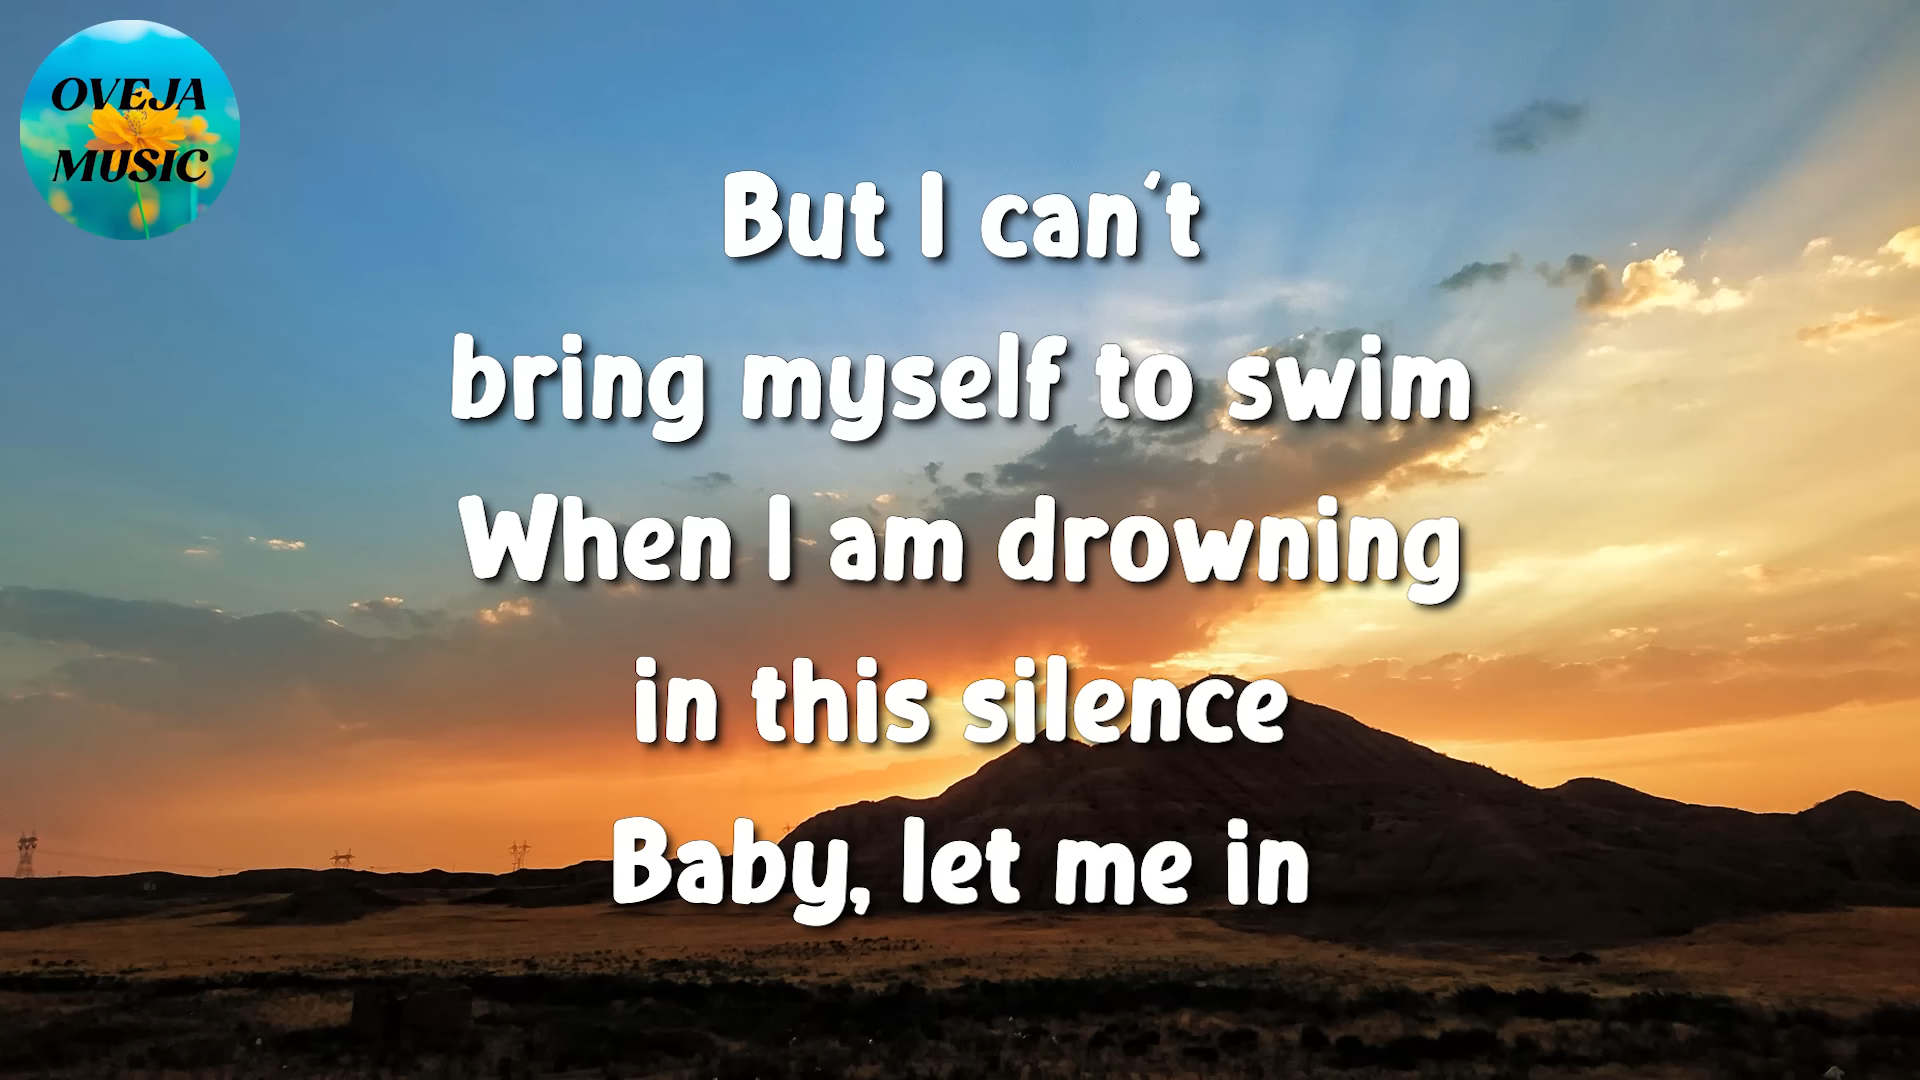 OVEJA
MUSIC
But I can't
bring myself to swim
When I am drowning
in this silence
Baby, let me in